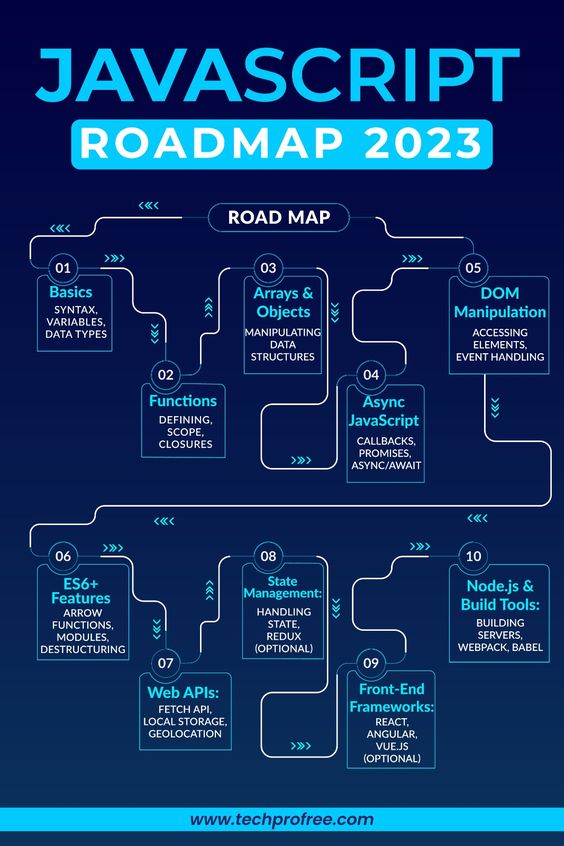 JAVASCRIPT
ROADMAP 2023
ROAD MAP
01
Basics
SYNTAX,
VARIABLES,
DATA TYPES
02
Functions
DEFINING,
SCOPE,
CLOSURES
03
Arrays &
Objects
MANIPULATING
DATA
STRUCTURES
04
Async
JavaScript
CALLBACKS,
PROMISES,
ASYNC/AWAIT
05
DOM
Manipulation
ACCESSING
ELEMENTS,
EVENT HANDLING
06
ES6+
Features
ARROW
FUNCTIONS,
MODULES,
DESTRUCTURING
07
Web APIs:
FETCH API,
LOCAL STORAGE,
GEOLOCATION
08
State
Management:
HANDLING
STATE,
REDUX
(OPTIONAL)
09
Front-End
Frameworks:
REACT,
ANGULAR,
VUE.JS
(OPTIONAL)
10
Node.js &
Build Tools:
BUILDING
SERVERS,
WEBPACK, BABEL
www.techprofree.com